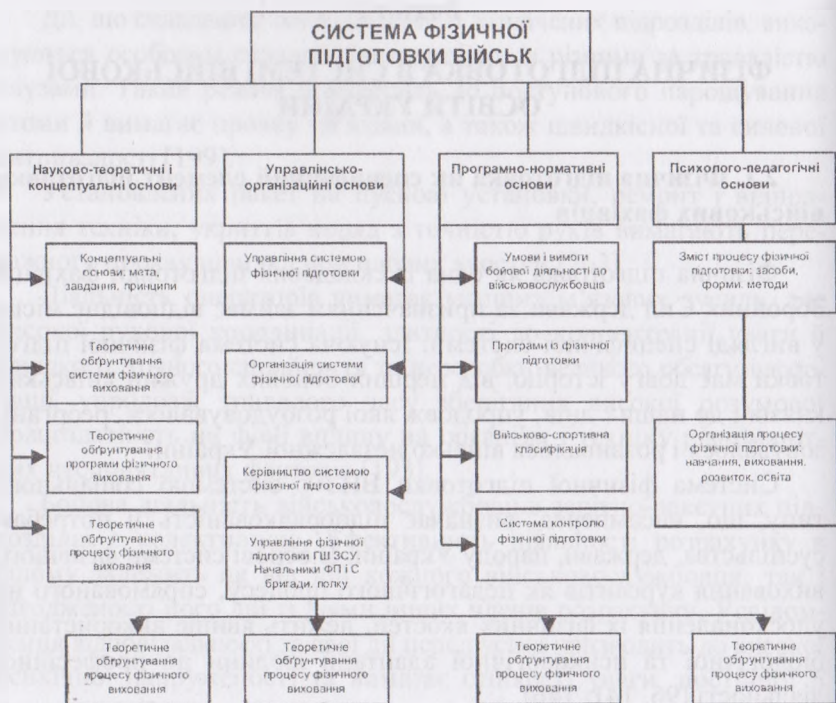 СИСТЕМА ФІЗИЧНОЇ
ПІДГОТОВКИ ВІЙСЬК
Науково-теоретичні
концептуальні основи
Управлінсько-
організаційні основи
Програмно-нормативні
основи
Психолого-педагогічні
основи
Концептуальні
основи: мета,
завдання, принципи
Управління системою
фізичної підготовки
Умови і вимоги
бойової діяльності до
військовослужбовців
Зміст процесу фізичної
підготовки: засоби,
форми, методи
Теоретичне
обґрунтування
системи фізичного
виховання
Організація системи
фізичної підготовки
Програми фізичної
підготовки
Теоретичне
обґрунтування
програми фізичного
виховання
Керівництво системою
фізичної підготовки
Військово-спортивна
класифікація
Організація процесу
фізичної підготовки:
навчання, виховання,
розвиток, освіта
Теоретичне
обґрунтування
процесу фізичного
виховання
Управління фізичної
підготовки ГШ ЗСУ.
Начальники ФП і С
бригади, полку
Система контролю
фізичної підготовки
Теоретичне
обґрунтування
процесу фізичного
виховання
Теоретичне
обґрунтування
процесу фізичного
виховання
Теоретичне
обґрунтування
процесу фізичного
виховання
Теоретичне
обґрунтування
процесу фізичного
виховання